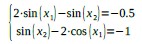 {2·sin(x₁)−sin(x₂)=−0.5
sin(x₂)−2·cos(x₁)=−1